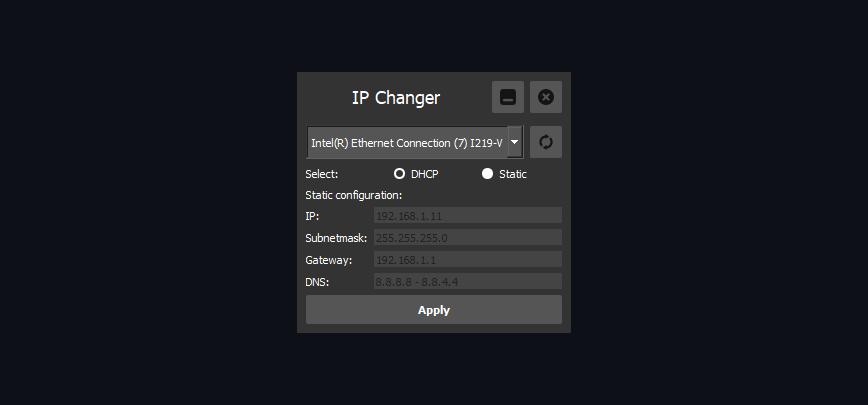 IP Changer
Intel(R) Ethernet Connection (7) I219-V
Select: DHCP Static
Static configuration:
IP: 192.168.1.11
Subnetmask: 255.255.255.0
Gateway: 192.168.1.1
DNS: 8.8.8.8 - 8.8.4.4
Apply